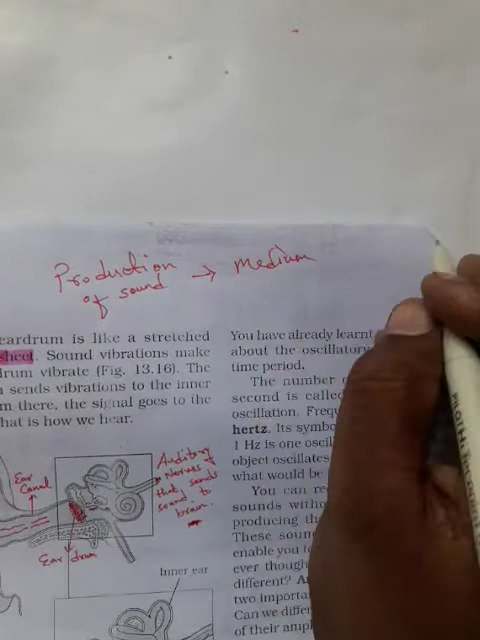 Production → Medium
of sound
eardrum is like a stretched
sheet. Sound vibrations make
drum vibrate (Fig. 13.16). The
sends vibrations to the inner
m there, the signal goes to the
hat is how we hear.
Ear
Canal
Auditory
Nerves
that sends
sound to
brain.
Ear drum
Inner ear
You have already learnt
about the oscillatory
time period.
The number
second is called
oscillation. Frequ
hertz. Its symbo
1 Hz is one oscil
object oscillates
what would be
You can re
sounds witho
producing th
These soun
enable you to
ever though
different? A
two importa
Can we differ
of their ampl